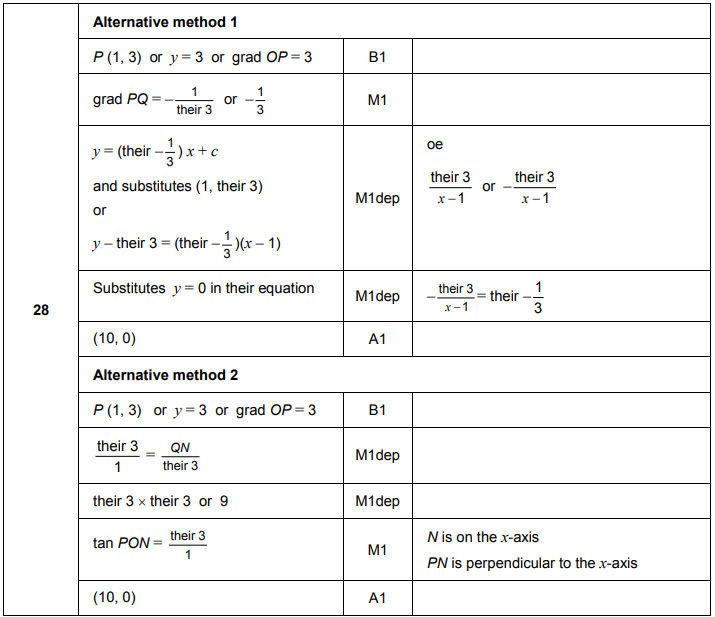 Alternative method 1
P (1, 3) or y = 3 or grad OP = 3 B1
grad PQ = − 1/their 3 or − 1/3 M1
y = (their − 1/3) x + c
and substitutes (1, their 3)
or
y − their 3 = (their − 1/3)(x − 1)
M1dep
oe
their 3/x − 1 or − their 3/x − 1
Substitutes y = 0 in their equation M1dep − their 3/x − 1 = their − 1/3
28
(10, 0) A1
Alternative method 2
P (1, 3) or y = 3 or grad OP = 3 B1
their 3/1 = QN/their 3 M1dep
their 3 × their 3 or 9 M1dep
tan PON = their 3/1 M1
N is on the x-axis
PN is perpendicular to the x-axis
(10, 0) A1